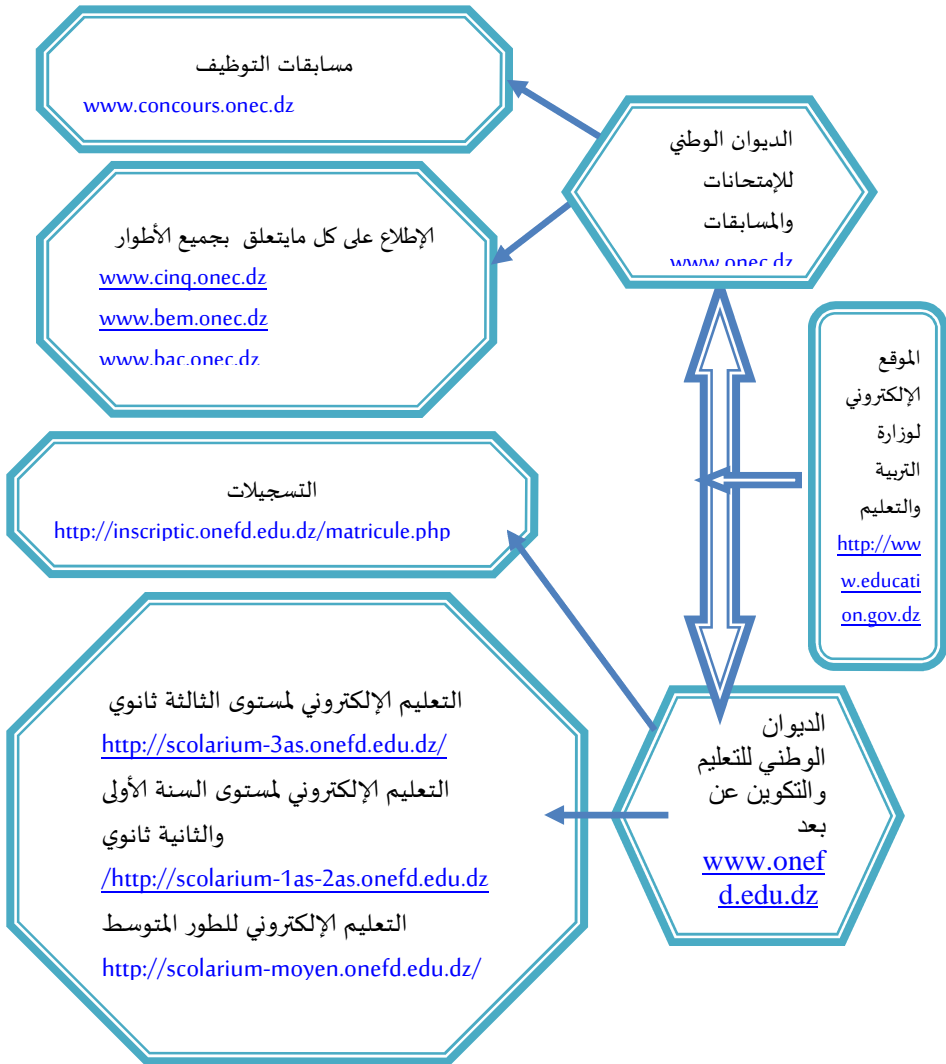 مسابقات التوظيف
www.concours.onec.dz
الديوان الوطني
للإمتحانات
والمسابقات
www.onec.dz
الإطلاع على كل مايتعلق بجميع الأطوار
www.cinq.onec.dz
www.bem.onec.dz
www.bac.onec.dz
الموقع
الإلكتروني
لوزارة
التربية
والتعليم
http://ww
w.educati
on.gov.dz
التسجيلات
http://inscriptic.onefd.edu.dz/matricule.php
الديوان
الوطني للتعليم
والتكوين عن
بعد
www.onef
d.edu.dz
التعليم الإلكتروني لمستوى الثالثة ثانوي
http://scolarium-3as.onefd.edu.dz/
التعليم الإلكتروني لمستوى السنة الأولى
والثانية ثانوي
/http://scolarium-1as-2as.onefd.edu.dz
التعليم الإلكتروني للطور المتوسط
http://scolarium-moyen.onefd.edu.dz/